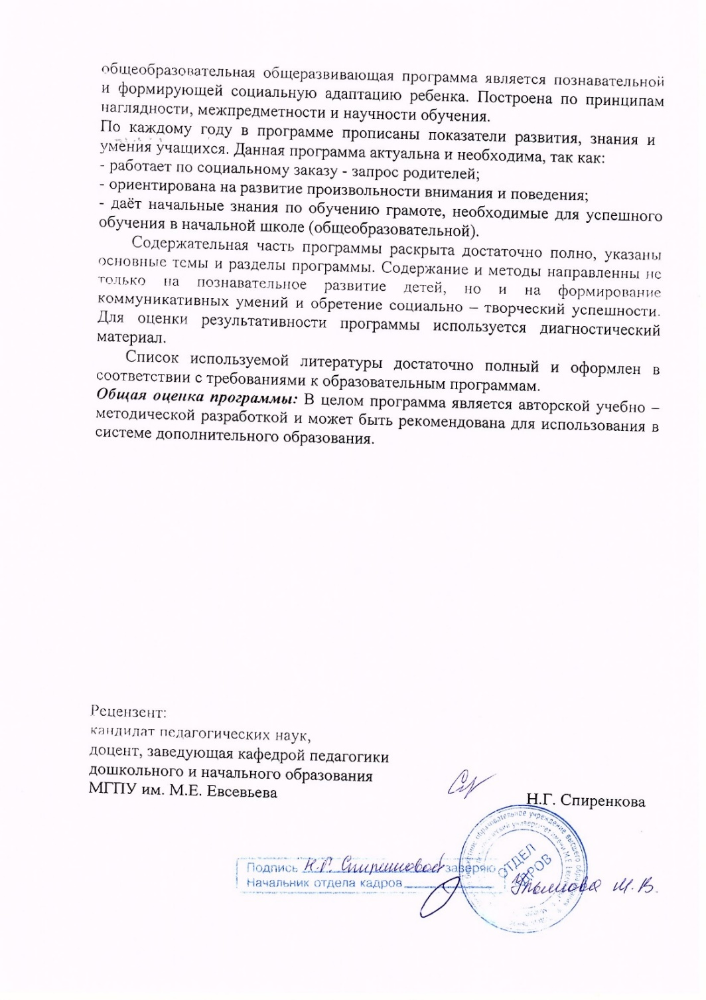 общеобразовательная общеразвивающая программа является познавательной
и формирующей социальную адаптацию ребенка. Построена по принципам
наглядности, межпредметности и научности обучения.
По каждому году в программе прописаны показатели развития, знания и
умения учащихся. Данная программа актуальна и необходима, так как:
- работает по социальному заказу - запрос родителей;
- ориентирована на развитие произвольности внимания и поведения;
- даёт начальные знания по обучению грамоте, необходимые для успешного
обучения в начальной школе (общеобразовательной).
Содержательная часть программы раскрыта достаточно полно, указаны
основные темы и разделы программы. Содержание и методы направленны не
только на познавательное развитие детей, но и на формирование
коммуникативных умений и обретение социально – творческий успешности.
Для оценки результативности программы используется диагностический
материал.
Список используемой литературы достаточно полный и оформлен в
соответствии с требованиями к образовательным программам.
Общая оценка программы: В целом программа является авторской учебно –
методической разработкой и может быть рекомендована для использования в
системе дополнительного образования.
Рецензент:
кандидат педагогических наук,
доцент, заведующая кафедрой педагогики
дошкольного и начального образования
МГПУ им. М.Е. Евсевьева
Н.Г. Спиренкова
образовательное учреждение высшего
университет имени М.Е.
ОТДЕЛ
Подпись Н.Г. Спиренковой заверяю
Начальник отдела кадров
М.В.